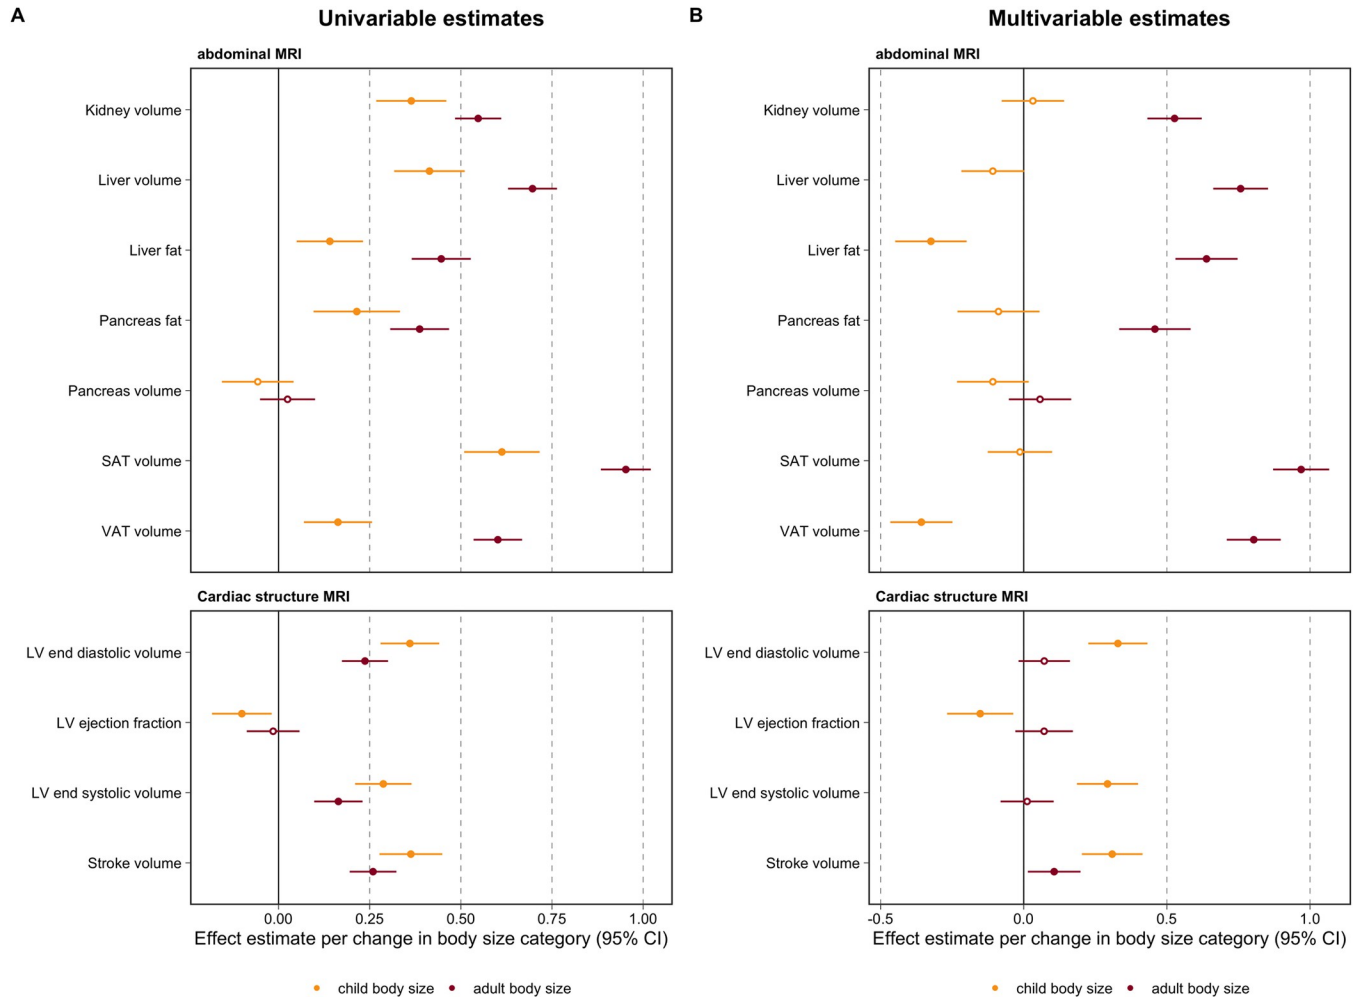 A
Univariable estimates
abdominal MRI
Kidney volume
Liver volume
Liver fat
Pancreas fat
Pancreas volume
SAT volume
VAT volume
Cardiac structure MRI
LV end diastolic volume
LV ejection fraction
LV end systolic volume
Stroke volume
0.00 0.25 0.50 0.75 1.00
Effect estimate per change in body size category (95% CI)
child body size adult body size
B
Multivariable estimates
abdominal MRI
Kidney volume
Liver volume
Liver fat
Pancreas fat
Pancreas volume
SAT volume
VAT volume
Cardiac structure MRI
LV end diastolic volume
LV ejection fraction
LV end systolic volume
Stroke volume
-0.5 0.0 0.5 1.0
Effect estimate per change in body size category (95% CI)
child body size adult body size